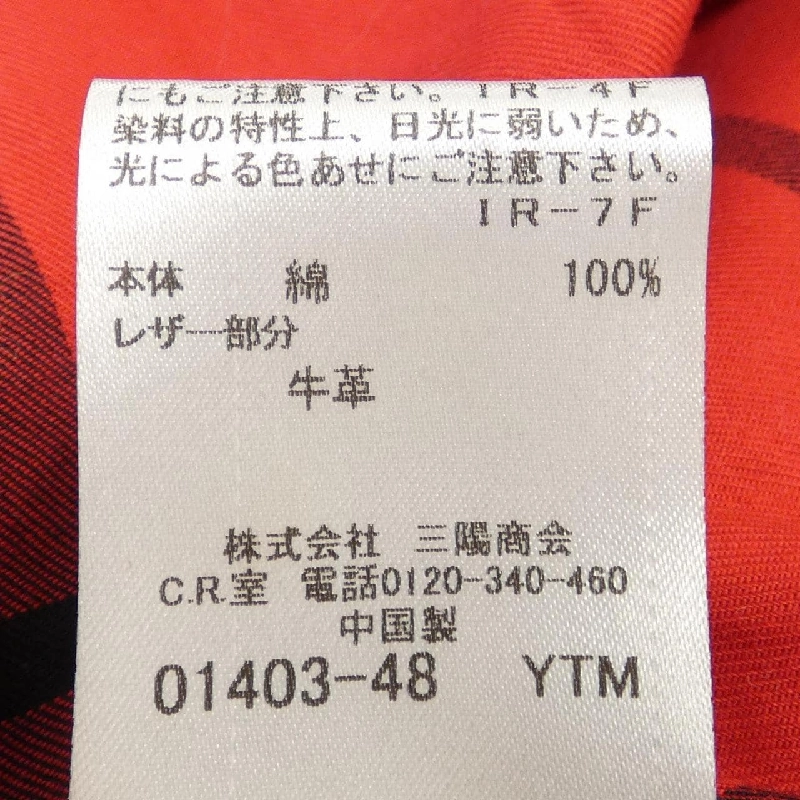 にもご注意下さい。IR-4F
染料の特性上、日光に弱いため、
光による色あせにご注意下さい。
IR-7F
本体 綿 100%
レザー部分
牛革
株式会社 三陽商会
C.R.室 電話0120-340-460
中国製
01403-48 YTM